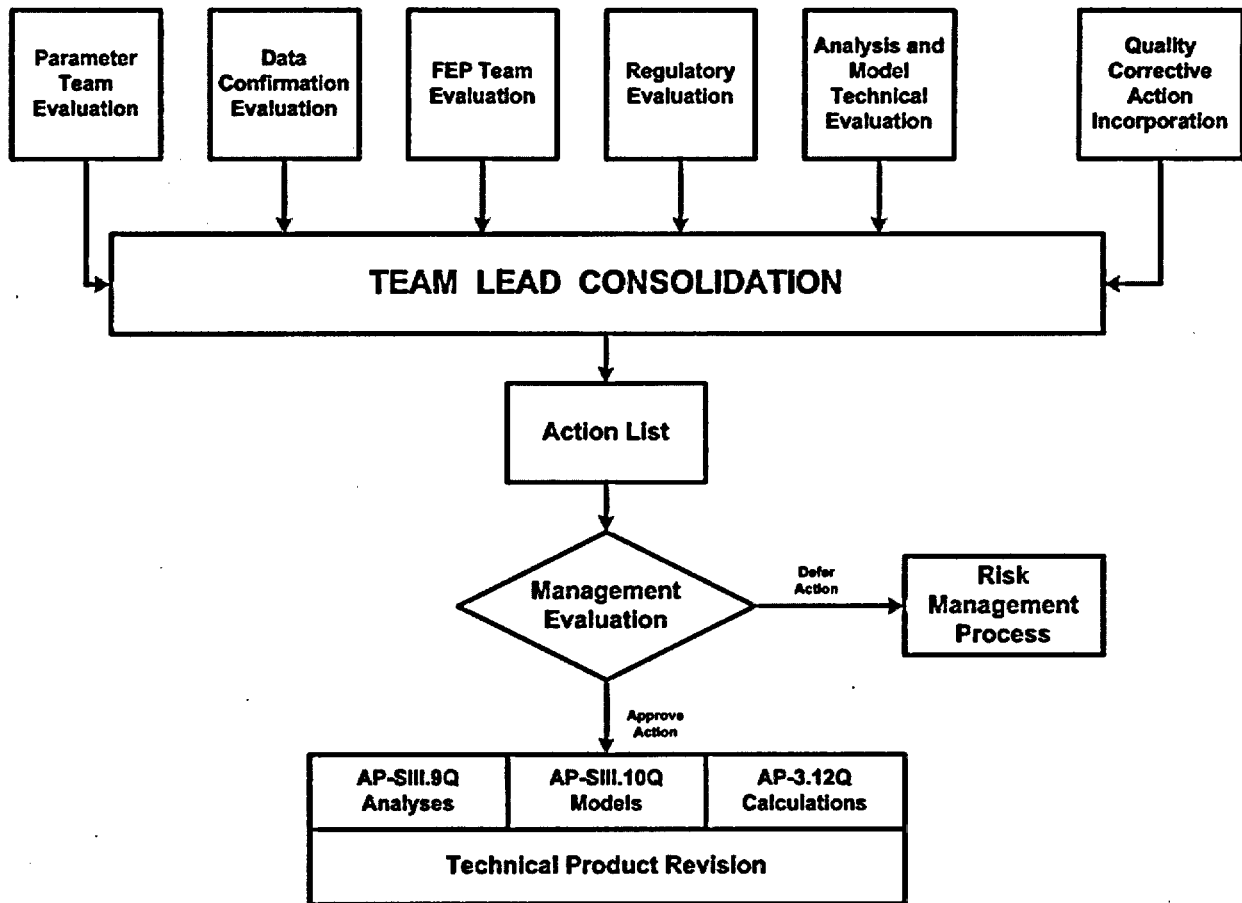 Parameter
Team
Evaluation
Data
Confirmation
Evaluation
FEP Team
Evaluation
Regulatory
Evaluation
Analysis and
Model
Technical
Evaluation
Quality
Corrective
Action
Incorporation
TEAM LEAD CONSOLIDATION
Action List
Management
Evaluation
Defer
Action
Risk
Management
Process
Approve
Action
AP-SIII.9Q
Analyses
AP-SIII.10Q
Models
AP-3.12Q
Calculations
Technical Product Revision